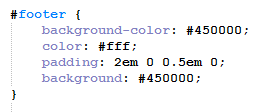 #footer {
    background-color: #450000;
    color: #fff;
    padding: 2em 0 0.5em 0;
    background: #450000;
}